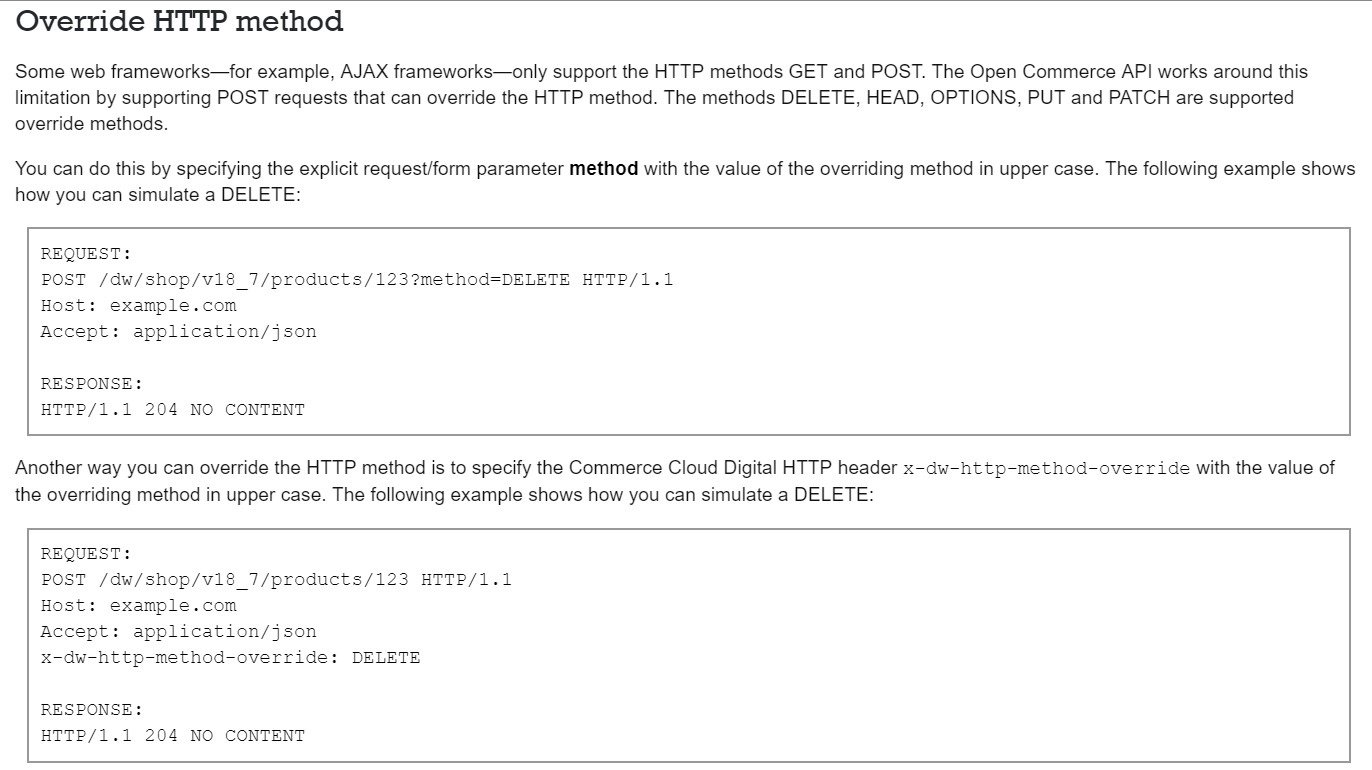 Override HTTP method
Some web frameworks—for example, AJAX frameworks—only support the HTTP methods GET and POST. The Open Commerce API works around this
limitation by supporting POST requests that can override the HTTP method. The methods DELETE, HEAD, OPTIONS, PUT and PATCH are supported
override methods.
You can do this by specifying the explicit request/form parameter method with the value of the overriding method in upper case. The following example shows
how you can simulate a DELETE:
REQUEST:
POST /dw/shop/v18_7/products/123?method=DELETE HTTP/1.1
Host: example.com
Accept: application/json
RESPONSE:
HTTP/1.1 204 NO CONTENT
Another way you can override the HTTP method is to specify the Commerce Cloud Digital HTTP header x-dw-http-method-override with the value of
the overriding method in upper case. The following example shows how you can simulate a DELETE:
REQUEST:
POST /dw/shop/v18_7/products/123 HTTP/1.1
Host: example.com
Accept: application/json
x-dw-http-method-override: DELETE
RESPONSE:
HTTP/1.1 204 NO CONTENT